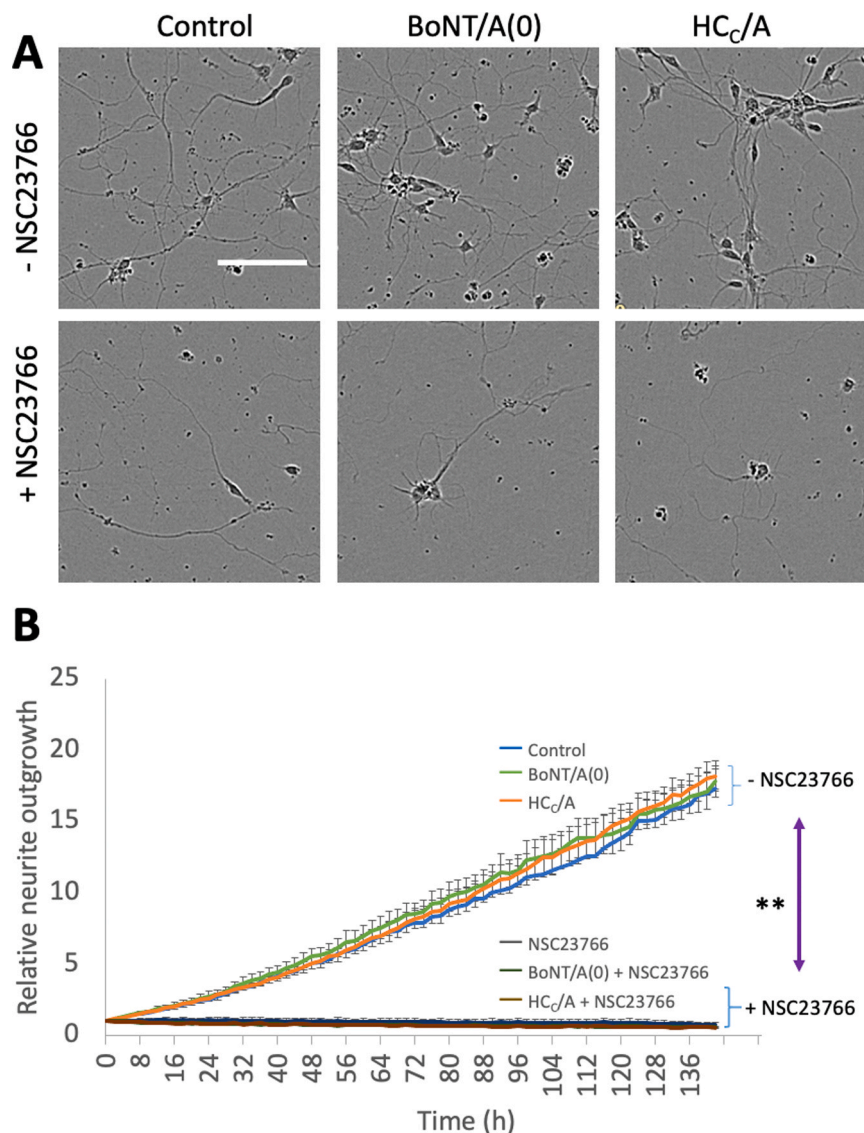 A
Control
BoNT/A(0)
HCC/A
- NSC23766
+ NSC23766
B
Relative neurite outgrowth
25
20
15
10
5
0
Control
BoNT/A(0)
HCC/A
- NSC23766
**
NSC23766
BoNT/A(0) + NSC23766
HCC/A + NSC23766
+ NSC23766
0 8 16 24 32 40 48 56 64 72 80 88 96 104 112 120 128 136
Time (h)